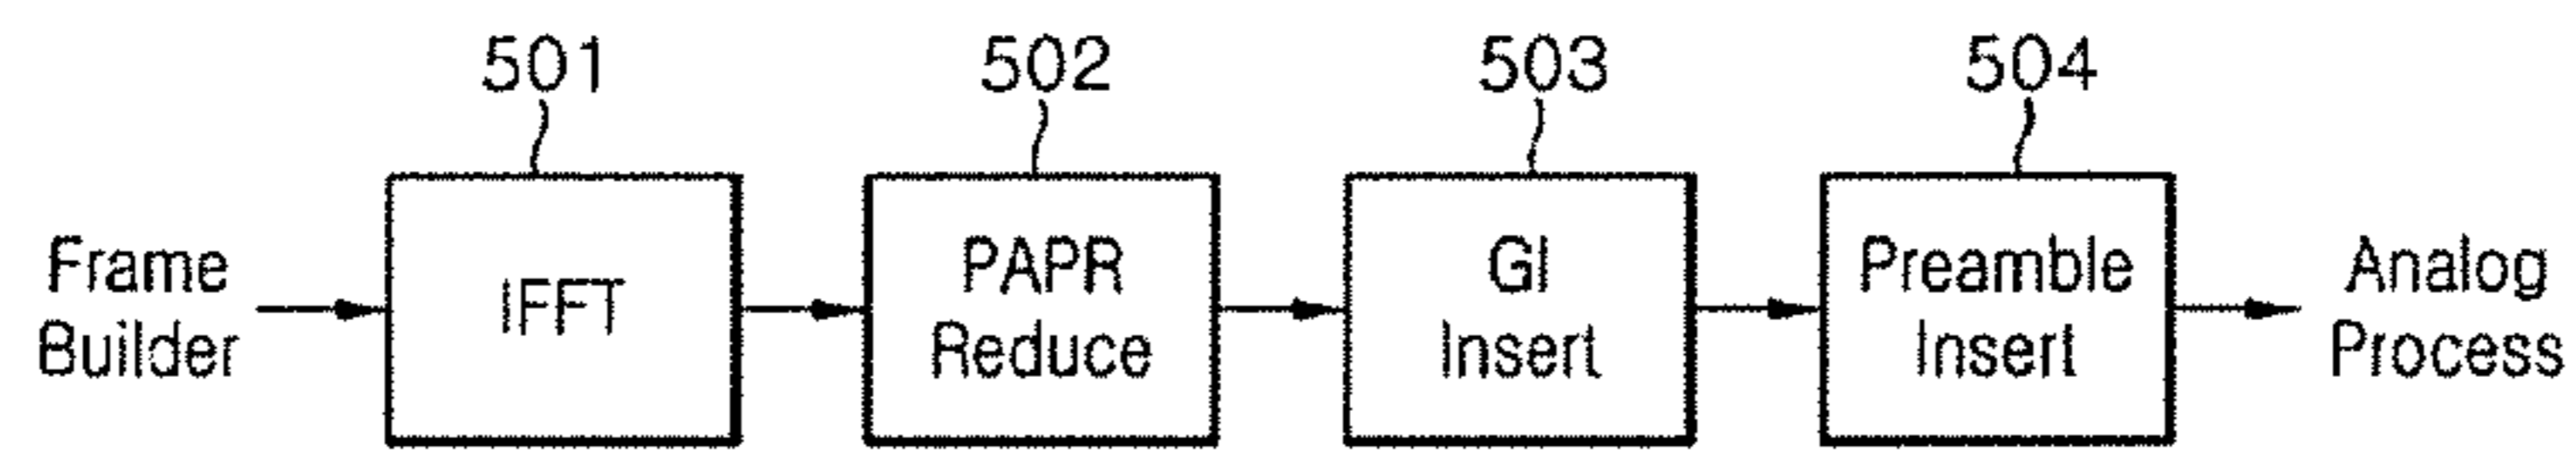 501
502
503
504
Frame
Builder
IFFT
PAPR
Reduce
GI
Insert
Preamble
Insert
Analog
Process